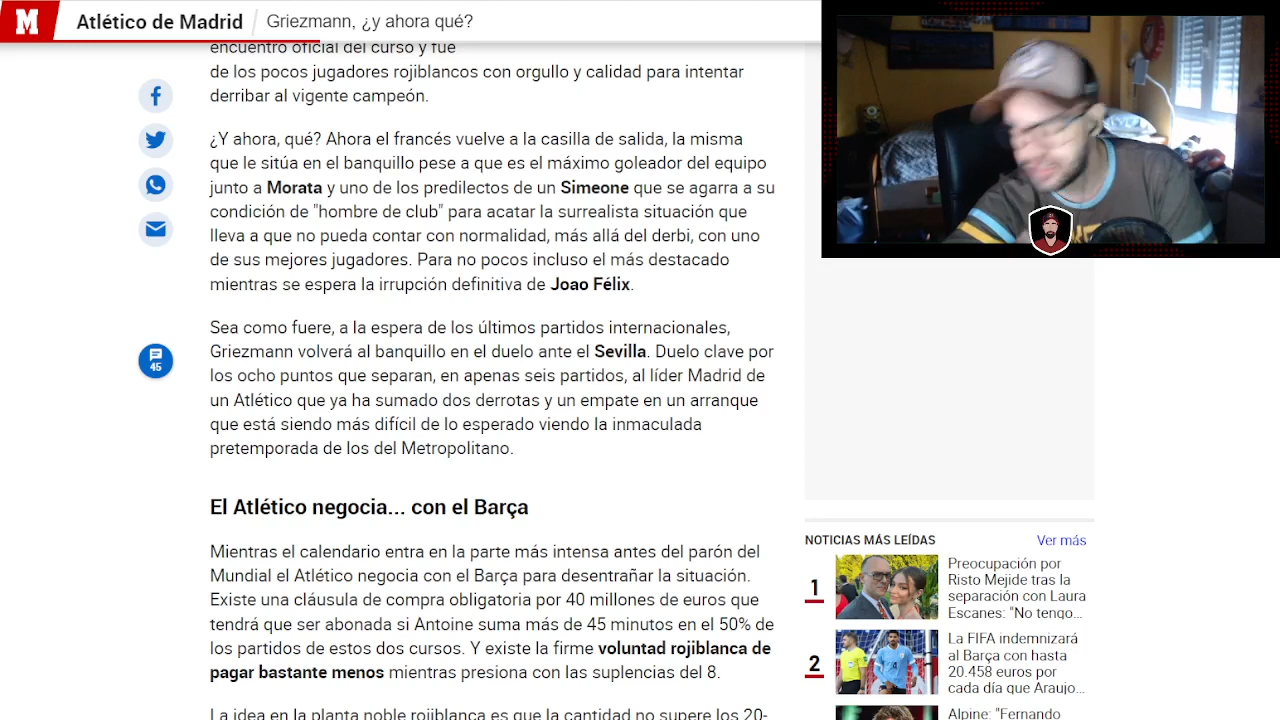 M
Atlético de Madrid
Griezmann, ¿y ahora qué?
encuentro oficial del curso y fue
de los pocos jugadores rojiblancos con orgullo y calidad para intentar
derribar al vigente campeón.
¿Y ahora, qué? Ahora el francés vuelve a la casilla de salida, la misma
que le sitúa en el banquillo pese a que es el máximo goleador del equipo
junto a Morata y uno de los predilectos de un Simeone que se agarra a su
condición de "hombre de club" para acatar la surrealista situación que
lleva a que no pueda contar con normalidad, más allá del derbi, con uno
de sus mejores jugadores. Para no pocos incluso el más destacado
mientras se espera la irrupción definitiva de Joao Félix.
45
Sea como fuere, a la espera de los últimos partidos internacionales,
Griezmann volverá al banquillo en el duelo ante el Sevilla. Duelo clave por
los ocho puntos que separan, en apenas seis partidos, al líder Madrid de
un Atlético que ya ha sumado dos derrotas y un empate en un arranque
que está siendo más difícil de lo esperado viendo la inmaculada
pretemporada de los del Metropolitano.
El Atlético negocia... con el Barça
Mientras el calendario entra en la parte más intensa antes del parón del
Mundial el Atlético negocia con el Barça para desentrañar la situación.
Existe una cláusula de compra obligatoria por 40 millones de euros que
tendrá que ser abonada si Antoine suma más de 45 minutos en el 50% de
los partidos de estos dos cursos. Y existe la firme voluntad rojiblanca de
pagar bastante menos mientras presiona con las suplencias del 8.
La idea en la planta noble rojiblanca es que la cantidad no supere los 20-
NOTICIAS MÁS LEÍDAS
Ver más
1
Preocupación por
Risto Mejide tras la
separación con Laura
Escanes: "No tengo...
2
La FIFA indemnizará
al Barça con hasta
20.458 euros por
cada día que Araujo...
Alpine: "Fernando